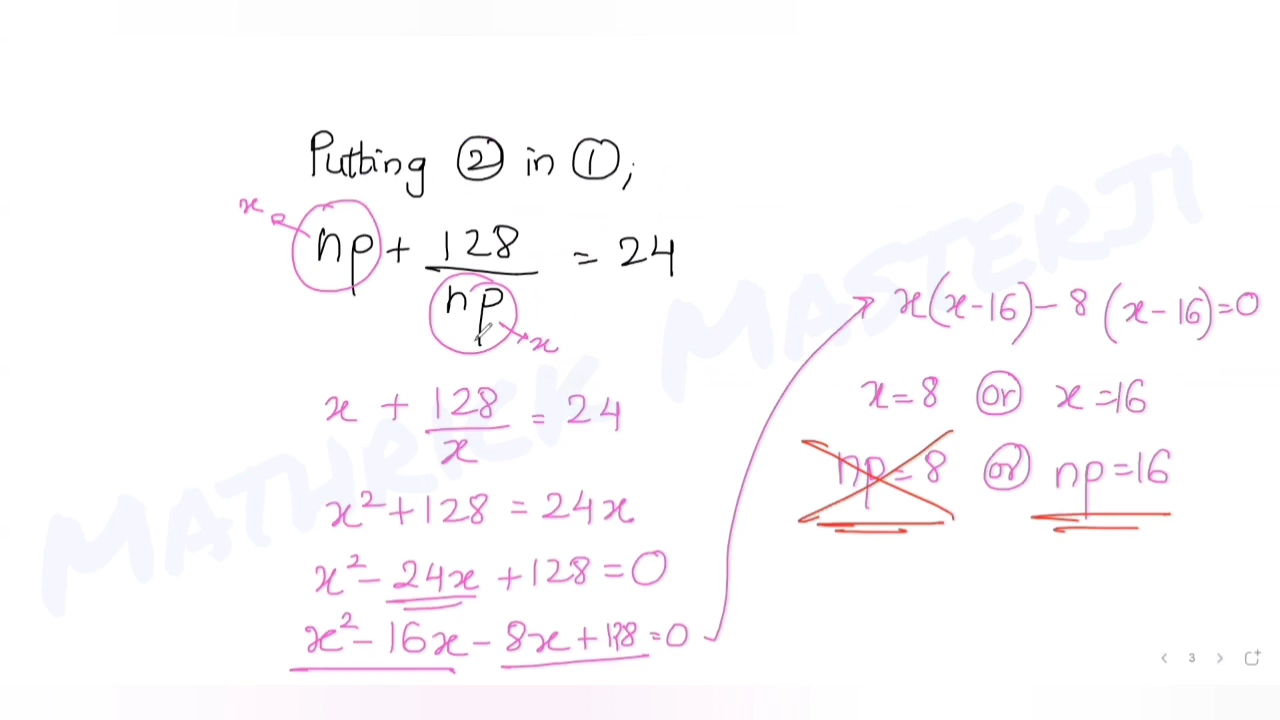 Putting ② in ①;
x
np + 128/np = 24
x
x + 128/x = 24
x² + 128 = 24x
x² - 24x + 128 = 0
x² - 16x - 8x + 128 = 0
x(x-16) - 8(x-16) = 0
x = 8 or x = 16
np = 8 or np = 16
MATHRICK MASTERJI
< 3 >